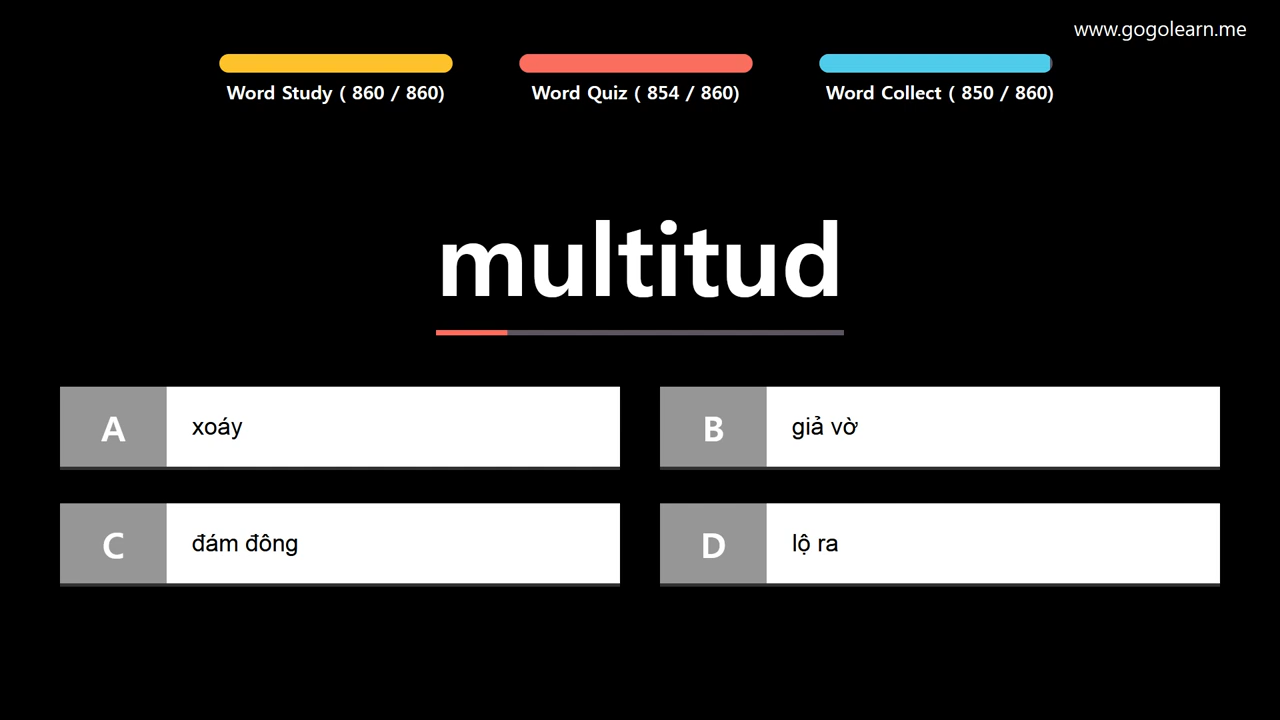 www.gogolearn.me
Word Study ( 860 / 860)
Word Quiz ( 854 / 860)
Word Collect ( 850 / 860)
multitud
A
xoáy
B
giả vờ
C
đám đông
D
lộ ra